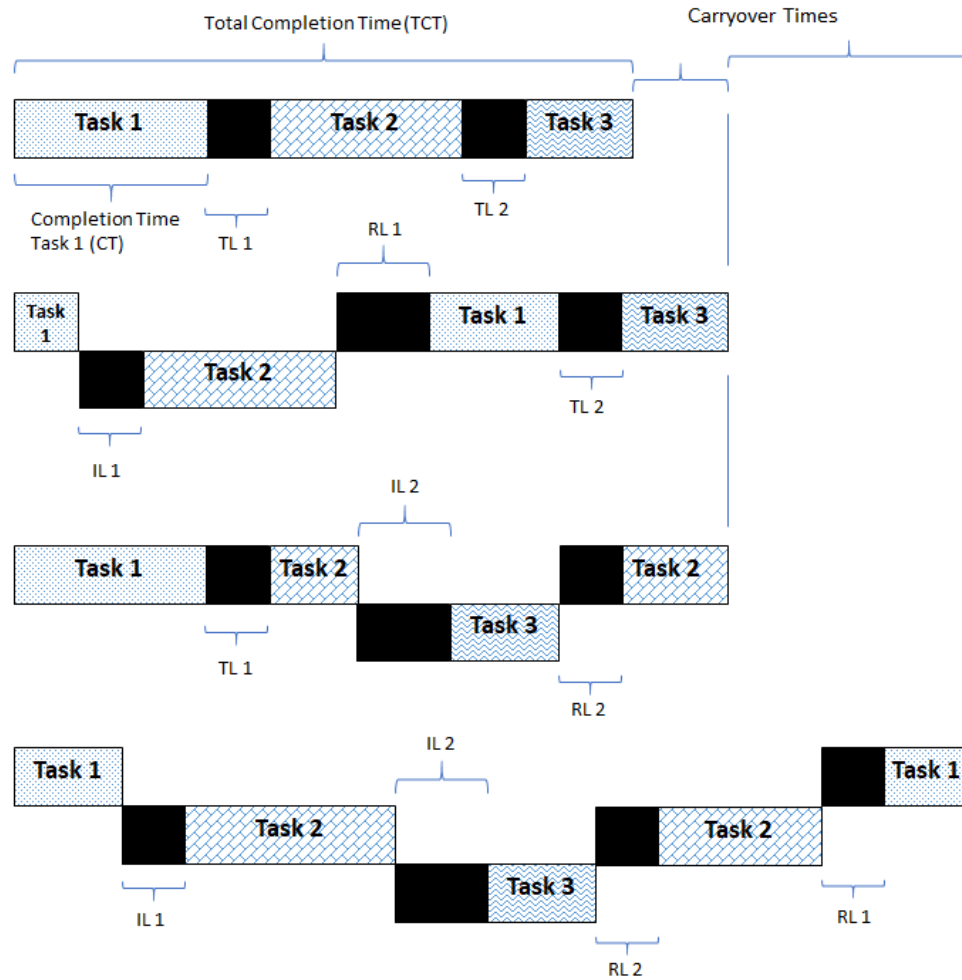 Carryover Times
Total Completion Time (TCT)
Task 1
Task 2
Task 3
Completion Time
Task 1 (CT)
TL 1
TL 2
RL 1
Task
1
Task 1
Task 3
Task 2
TL 2
IL 1
IL 2
Task 1
Task 2
Task 2
Task 3
TL 1
RL 2
IL 2
Task 1
Task 1
Task 2
Task 2
Task 3
IL 1
RL 1
RL 2